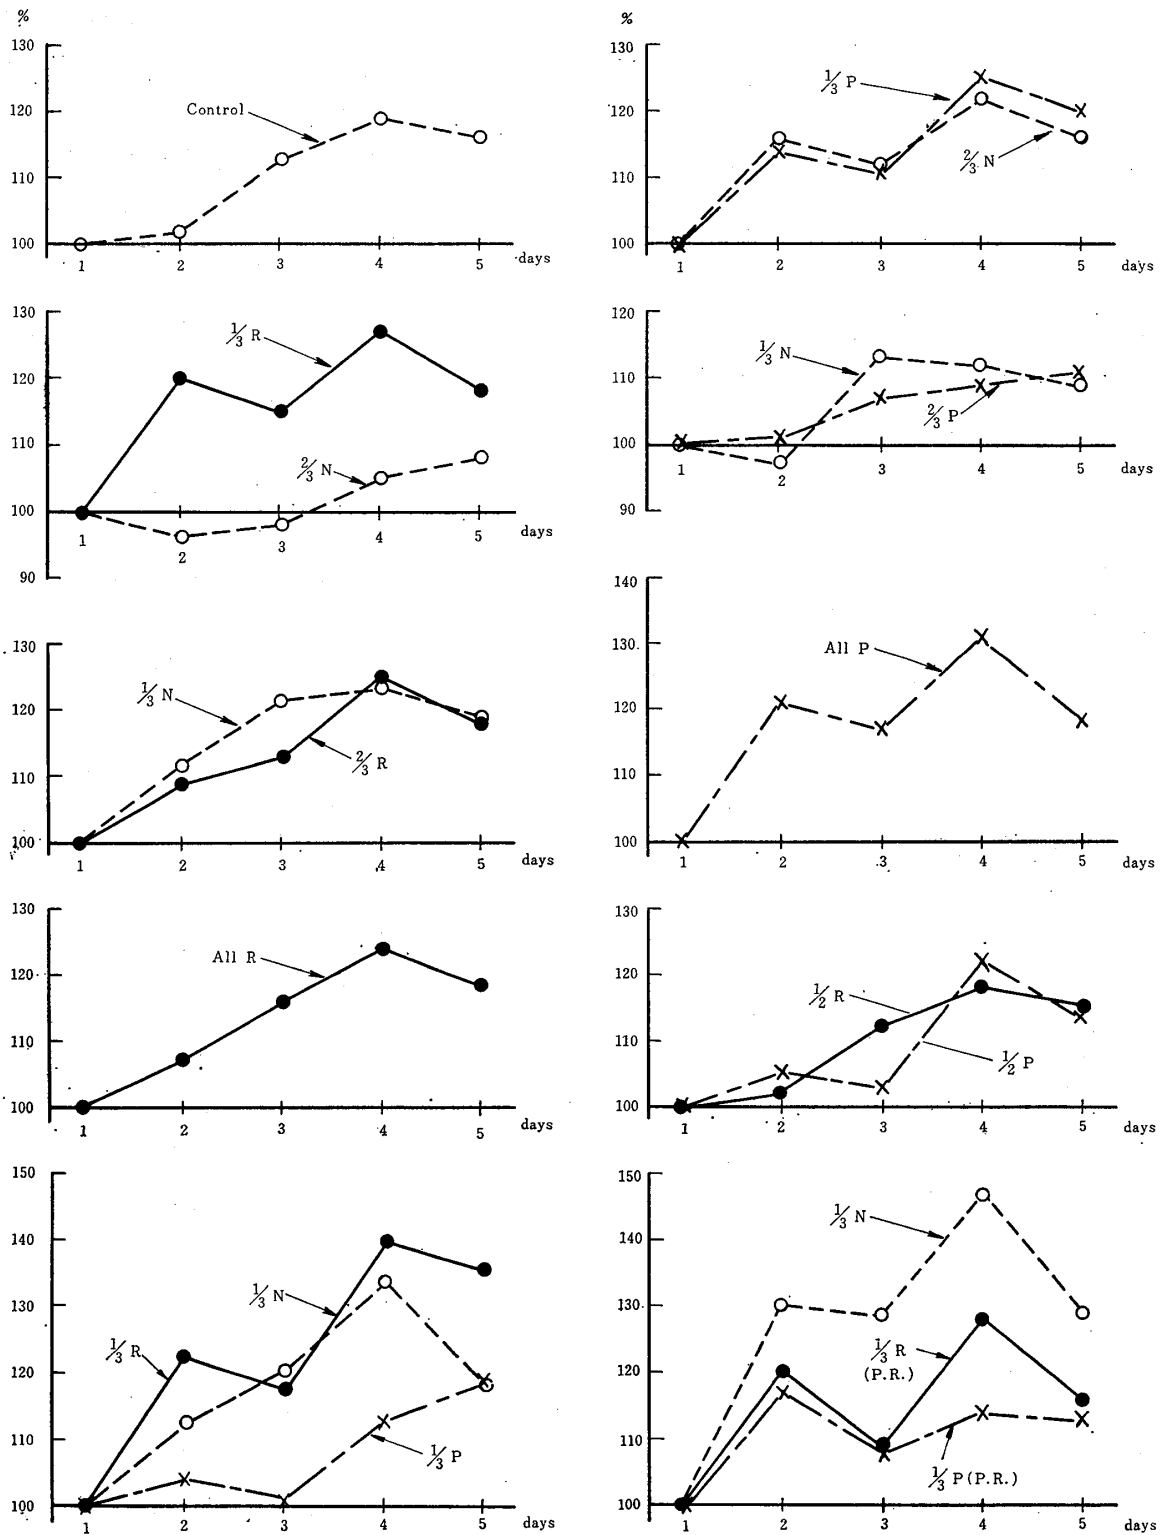 %
130
120
110
100
Control
1 2 3 4 5 days
%
130
120
110
100
1/3 P
2/3 N
1 2 3 4 5 days
130
120
110
100
90
1/3 R
2/3 N
1 2 3 4 5 days
120
110
100
90
1/3 N
2/3 P
1 2 3 4 5 days
130
120
110
100
1/3 N
2/3 R
1 2 3 4 5 days
140
130
120
110
100
All P
1 2 3 4 5 days
130
120
110
100
All R
1 2 3 4 5 days
130
120
110
100
1/2 R
1/2 P
1 2 3 4 5 days
150
140
130
120
110
100
1/3 N
1/3 R
1/3 P
1 2 3 4 5 days
150
140
130
120
110
100
1/3 N
1/3 R
(P.R.)
1/3 P (P.R.)
1 2 3 4 5 days